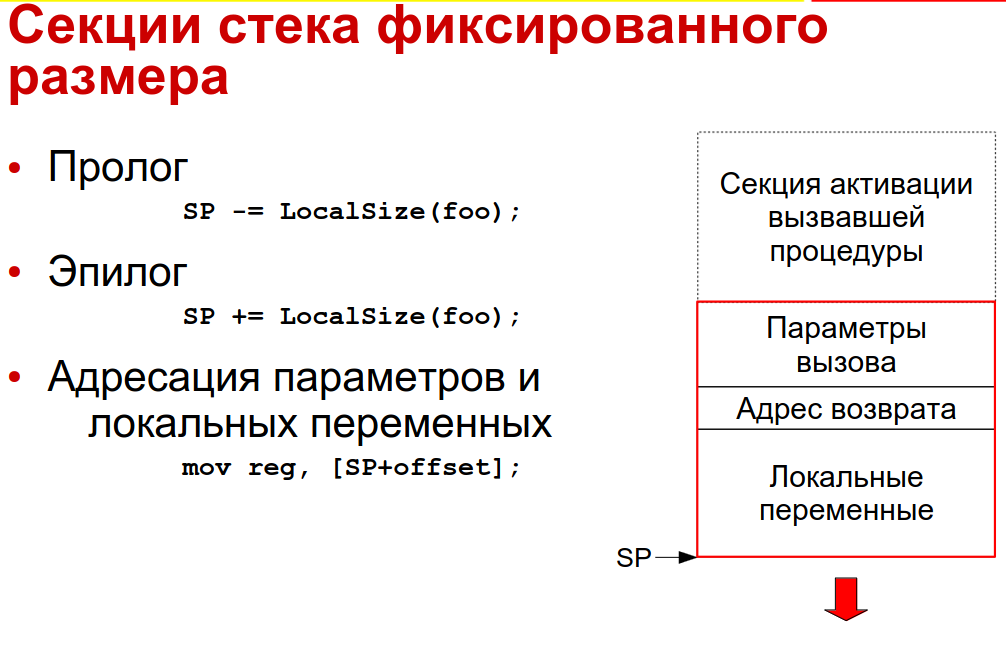 Секции стека фиксированного
размера
• Пролог
SP -= LocalSize(foo);
• Эпилог
SP += LocalSize(foo);
• Адресация параметров и
локальных переменных
mov reg, [SP+offset];
Секция активации
вызвавшей
процедуры
Параметры
вызова
Адрес возврата
Локальные
переменные
SP